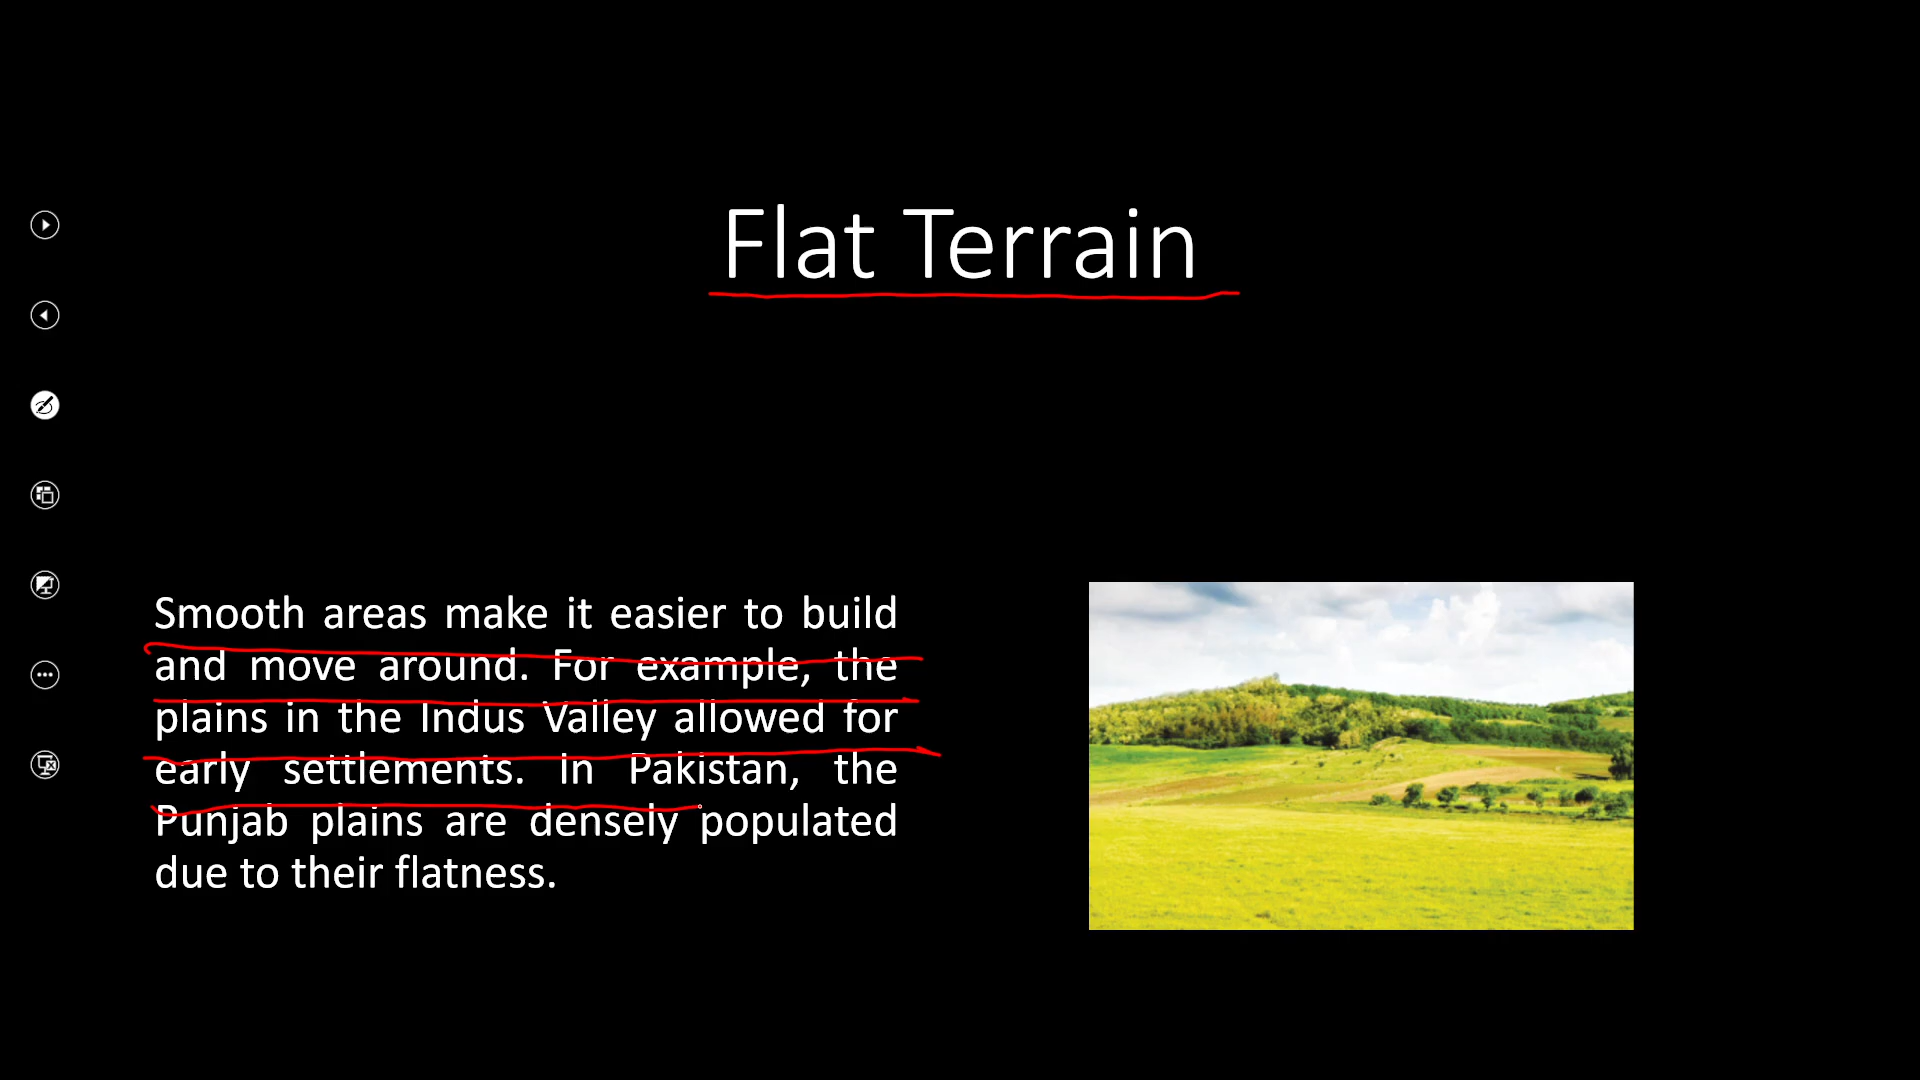 Flat Terrain
Smooth areas make it easier to build
and move around. For example, the
plains in the Indus Valley allowed for
early settlements. In Pakistan, the
Punjab plains are densely populated
due to their flatness.